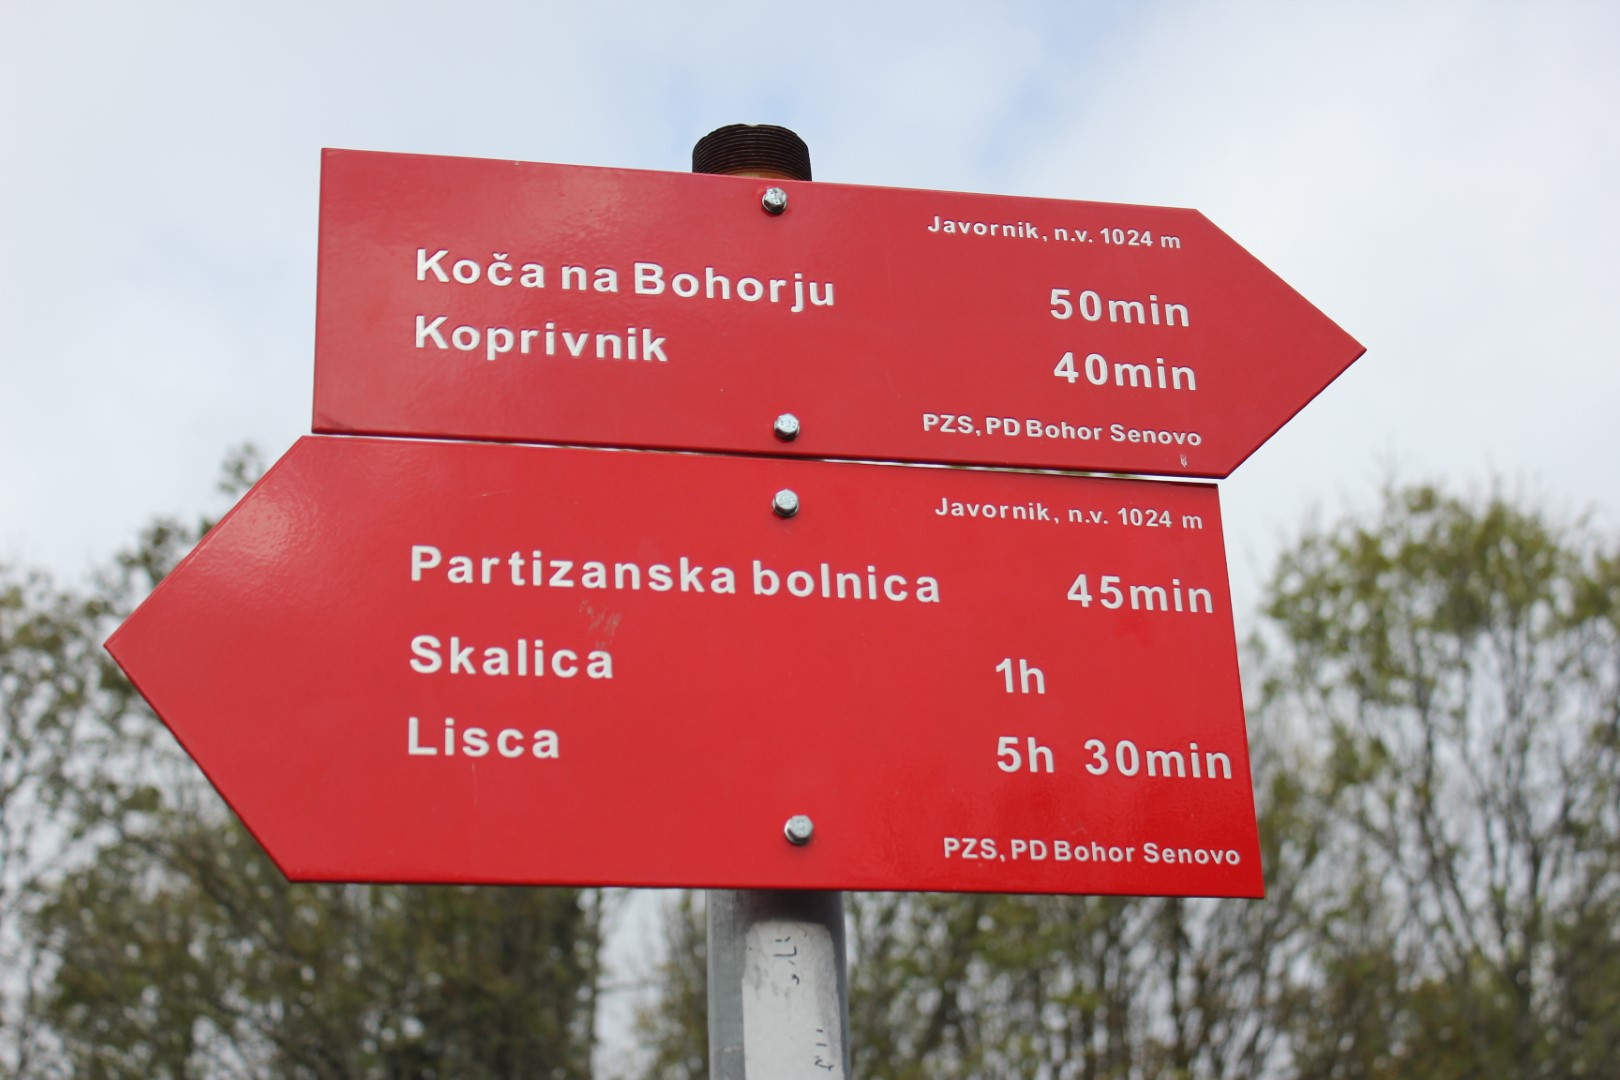 Javornik, n.v. 1024 m
Koča na Bohorju 50min
Koprivnik 40min
PZS, PD Bohor Senovo
Javornik, n.v. 1024 m
Partizanska bolnica 45min
Skalica 1h
Lisca 5h 30min
PZS, PD Bohor Senovo